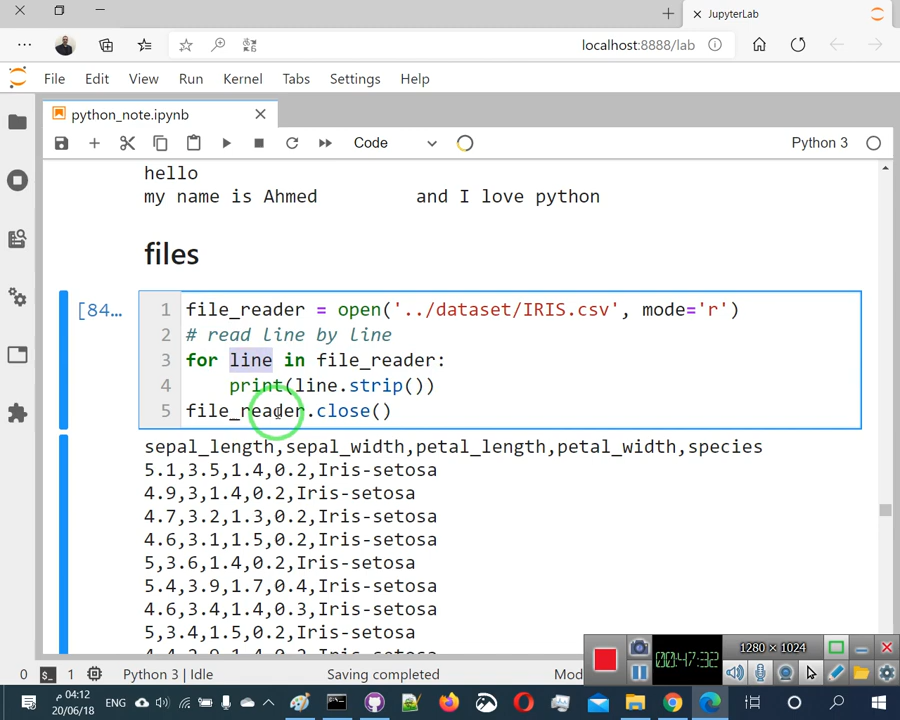 JupyterLab
localhost:8888/lab
File Edit View Run Kernel Tabs Settings Help
python_note.ipynb
Code
Python 3
hello
my name is Ahmed and I love python
files
[84...
1 file_reader = open('../dataset/IRIS.csv', mode='r')
2 # read line by line
3 for line in file_reader:
4 print(line.strip())
5 file_reader.close()
sepal_length,sepal_width,petal_length,petal_width,species
5.1,3.5,1.4,0.2,Iris-setosa
4.9,3,1.4,0.2,Iris-setosa
4.7,3.2,1.3,0.2,Iris-setosa
4.6,3.1,1.5,0.2,Iris-setosa
5,3.6,1.4,0.2,Iris-setosa
5.4,3.9,1.7,0.4,Iris-setosa
4.6,3.4,1.4,0.3,Iris-setosa
5,3.4,1.5,0.2,Iris-setosa
00:47:32
1280 × 1024
0 1 Python 3 | Idle Saving completed Mod
04:12 م
20/06/18
ENG